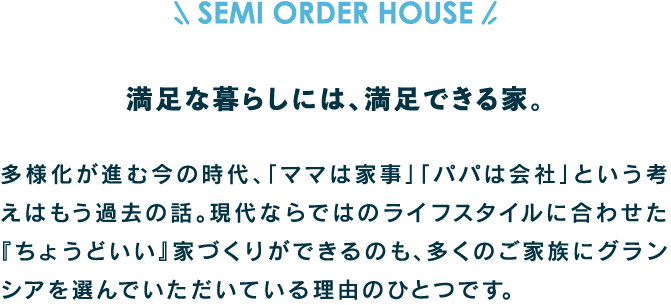 SEMI ORDER HOUSE
満足な暮らしには、満足できる家。
多様化が進む今の時代、「ママは家事」「パパは会社」という考
えはもう過去の話。現代ならではのライフスタイルに合わせた
『ちょうどいい』家づくりができるのも、多くのご家族にグラン
シアを選んでいただいている理由のひとつです。